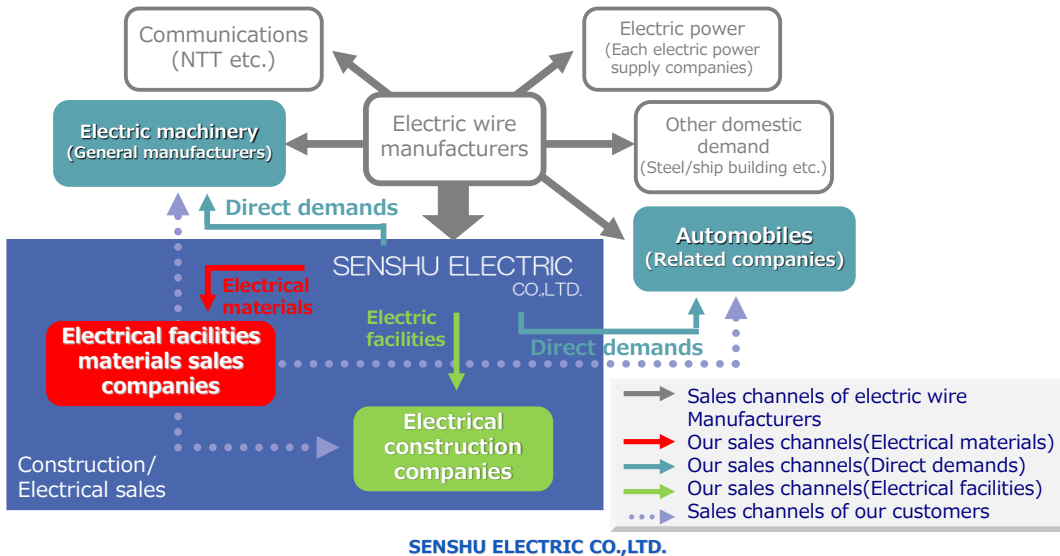 Communications
(NTT etc.)
Electric power
(Each electric power
supply companies)
Electric machinery
(General manufacturers)
Electric wire
manufacturers
Other domestic
demand
(Steel/ship building etc.)
Direct demands
Automobiles
(Related companies)
SENSHU ELECTRIC
CO.,LTD.
Electrical
materials
Electric
facilities
Direct demands
Electrical facilities
materials sales
companies
Electrical
construction
companies
Construction/
Electrical sales
Sales channels of electric wire
Manufacturers
Our sales channels(Electrical materials)
Our sales channels(Direct demands)
Our sales channels(Electrical facilities)
Sales channels of our customers
SENSHU ELECTRIC CO.,LTD.